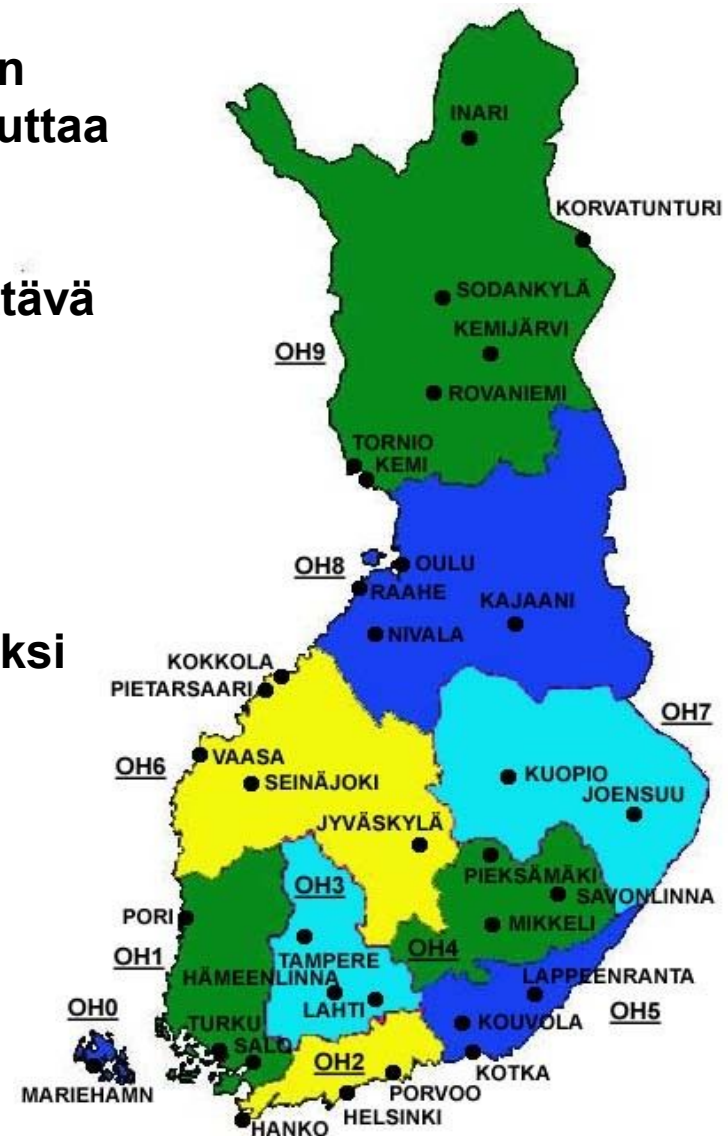 n
uttaa
tävä
ksi
INARI
KORVATUNTURI
SODANKYLÄ
KEMIJÄRVI
OH9
ROVANIEMI
TORNIO
KEMI
OH8
OULU
RAAHE
KAJAANI
NIVALA
KOKKOLA
PIETARSAARI
OH7
VAASA
OH6
SEINÄJOKI
KUOPIO
JOENSUU
JYVÄSKYLÄ
PIEKSÄMÄKI
OH3
SAVONLINNA
PORI
MIKKELI
OH1
TAMPERE
OH4
HÄMEENLINNA
LAPPEENRANTA
LAHTI
OH0
OH5
TURKU
KOUVOLA
SALO
OH2
KOTKA
MARIEHAMN
PORVOO
HELSINKI
HANKO